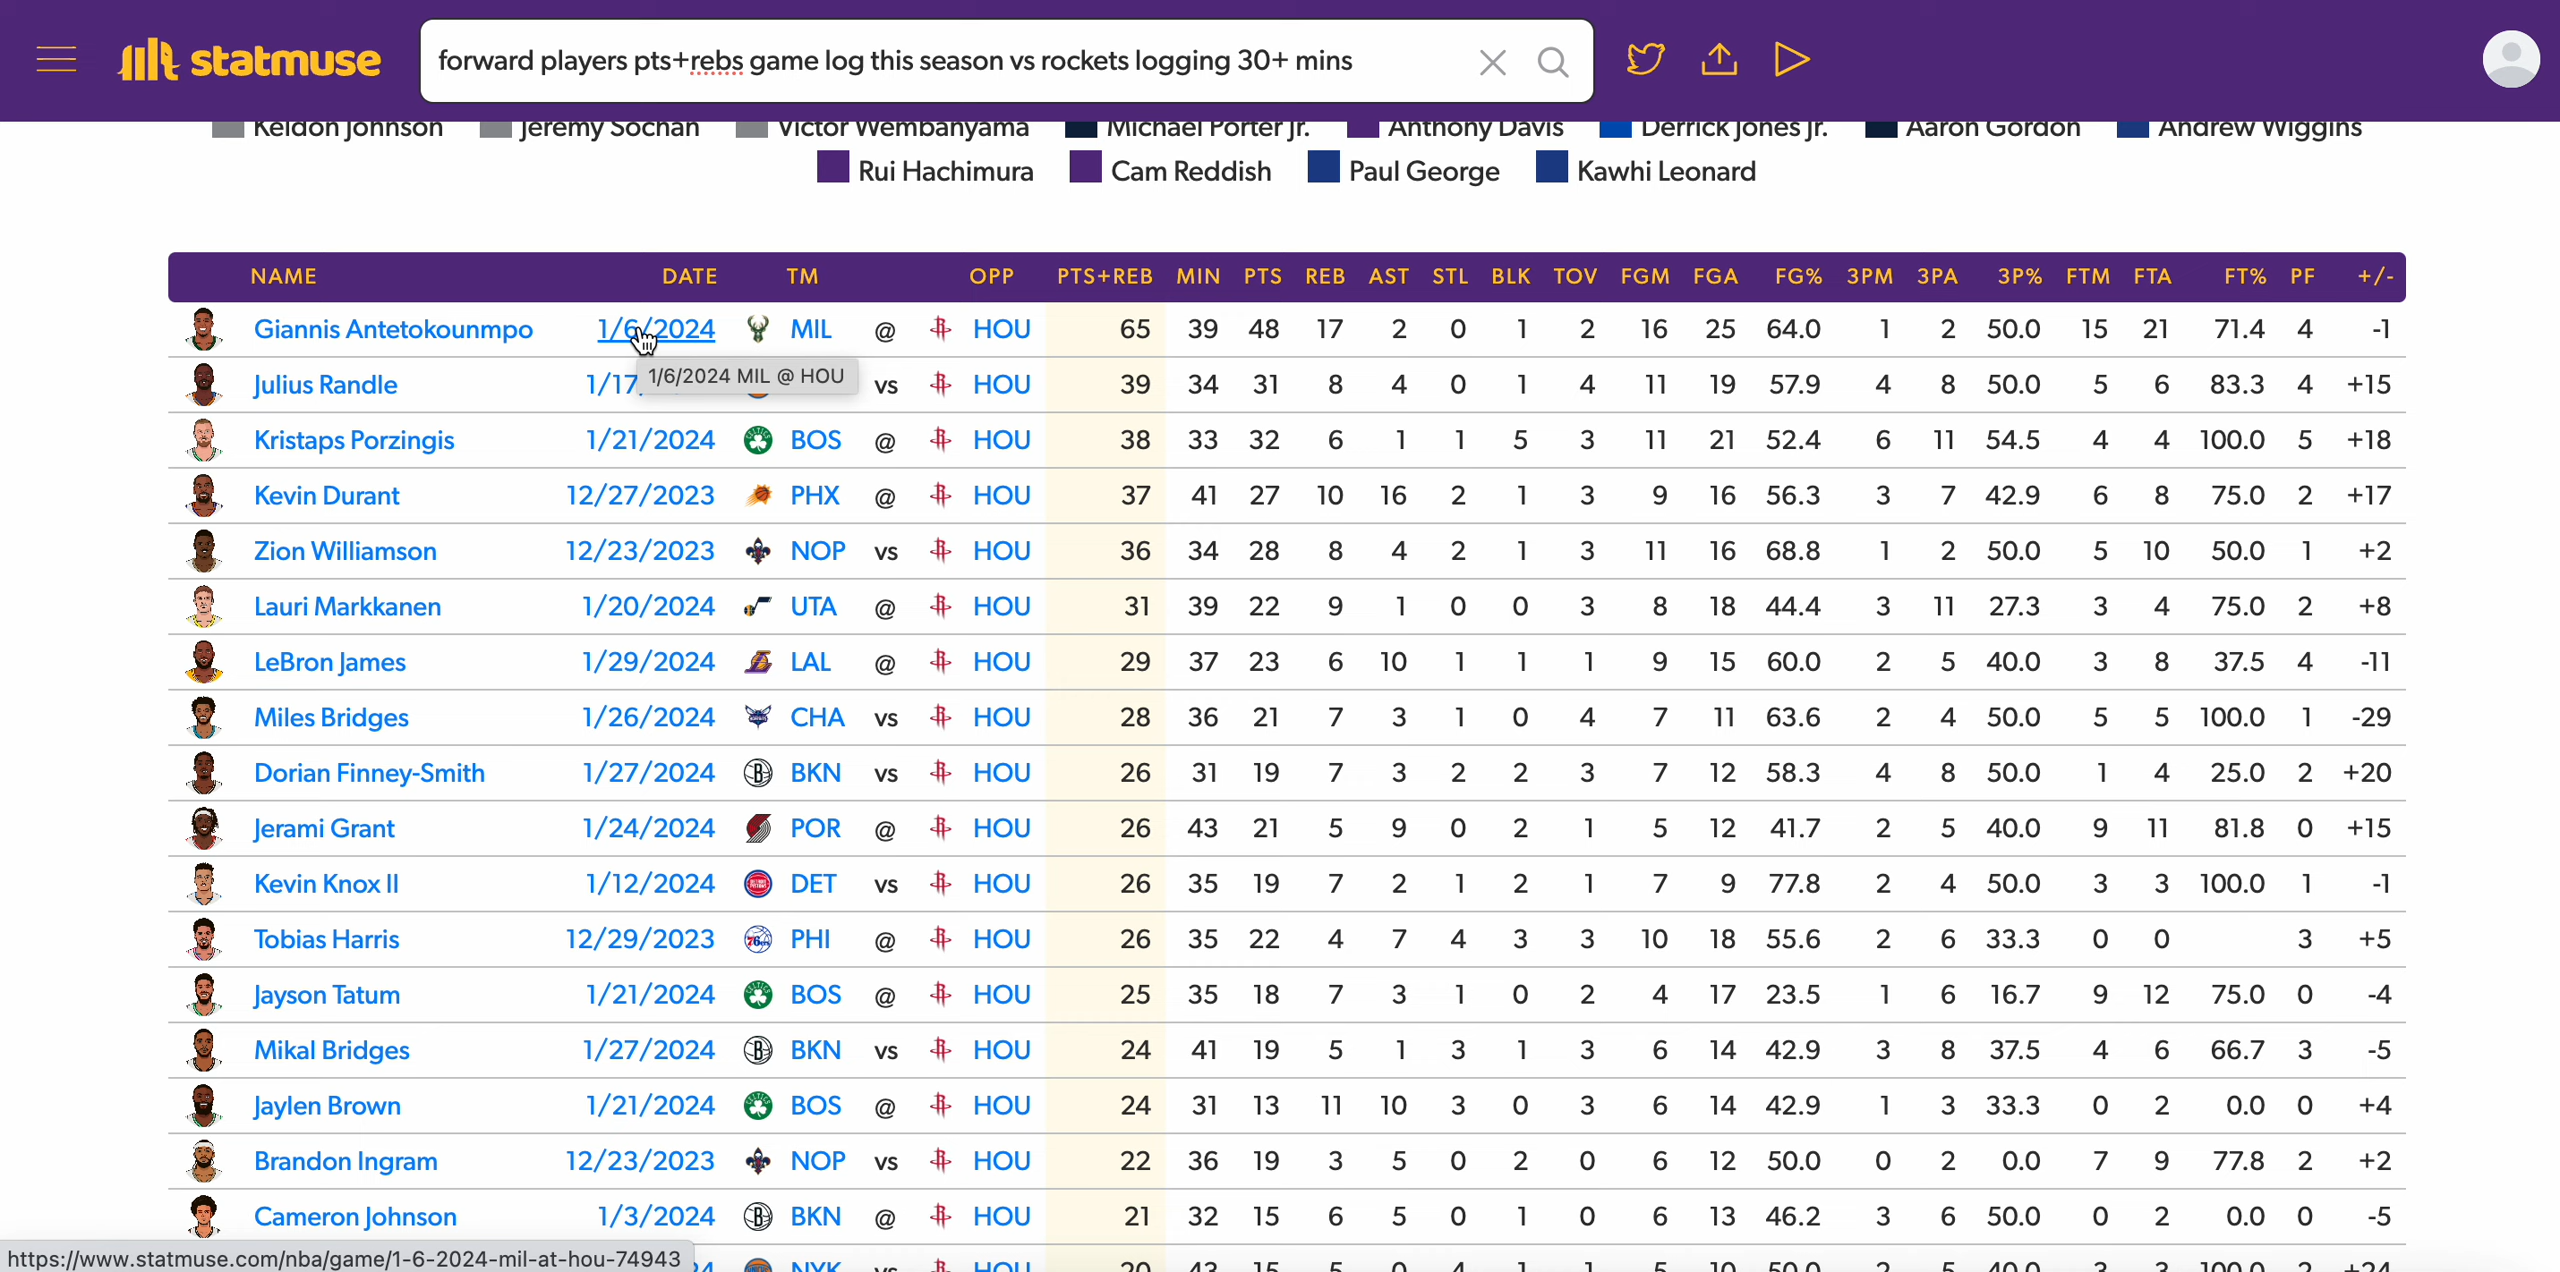 statmuse forward players pts+rebs game log this season vs rockets logging 30+ mins
Keldon Johnson Jeremy Sochan Victor Wembanyama Michael Porter Jr. Anthony Davis Derrick Jones Jr. Aaron Gordon Andrew Wiggins
Rui Hachimura Cam Reddish Paul George Kawhi Leonard
NAME DATE TM OPP PTS+REB MIN PTS REB AST STL BLK TOV FGM FGA FG% 3PM 3PA 3P% FTM FTA FT% PF +/-
Giannis Antetokounmpo 1/6/2024 MIL @ HOU 65 39 48 17 2 0 1 2 16 25 64.0 1 2 50.0 15 21 71.4 4 -1
1/6/2024 MIL @ HOU
Julius Randle 1/17 vs HOU 39 34 31 8 4 0 1 4 11 19 57.9 4 8 50.0 5 6 83.3 4 +15
Kristaps Porzingis 1/21/2024 BOS @ HOU 38 33 32 6 1 1 5 3 11 21 52.4 6 11 54.5 4 4 100.0 5 +18
Kevin Durant 12/27/2023 PHX @ HOU 37 41 27 10 16 2 1 3 9 16 56.3 3 7 42.9 6 8 75.0 2 +17
Zion Williamson 12/23/2023 NOP vs HOU 36 34 28 8 4 2 1 3 11 16 68.8 1 2 50.0 5 10 50.0 1 +2
Lauri Markkanen 1/20/2024 UTA @ HOU 31 39 22 9 1 0 0 3 8 18 44.4 3 11 27.3 3 4 75.0 2 +8
LeBron James 1/29/2024 LAL @ HOU 29 37 23 6 10 1 1 1 9 15 60.0 2 5 40.0 3 8 37.5 4 -11
Miles Bridges 1/26/2024 CHA vs HOU 28 36 21 7 3 1 0 4 7 11 63.6 2 4 50.0 5 5 100.0 1 -29
Dorian Finney-Smith 1/27/2024 BKN vs HOU 26 31 19 7 3 2 2 3 7 12 58.3 4 8 50.0 1 4 25.0 2 +20
Jerami Grant 1/24/2024 POR @ HOU 26 43 21 5 9 0 2 1 5 12 41.7 2 5 40.0 9 11 81.8 0 +15
Kevin Knox II 1/12/2024 DET vs HOU 26 35 19 7 2 1 2 1 7 9 77.8 2 4 50.0 3 3 100.0 1 -1
Tobias Harris 12/29/2023 PHI @ HOU 26 35 22 4 7 4 3 3 10 18 55.6 2 6 33.3 0 0 3 +5
Jayson Tatum 1/21/2024 BOS @ HOU 25 35 18 7 3 1 0 2 4 17 23.5 1 6 16.7 9 12 75.0 0 -4
Mikal Bridges 1/27/2024 BKN vs HOU 24 41 19 5 1 3 1 3 6 14 42.9 3 8 37.5 4 6 66.7 3 -5
Jaylen Brown 1/21/2024 BOS @ HOU 24 31 13 11 10 3 0 3 6 14 42.9 1 3 33.3 0 2 0.0 0 +4
Brandon Ingram 12/23/2023 NOP vs HOU 22 36 19 3 5 0 2 0 6 12 50.0 0 2 0.0 7 9 77.8 2 +2
Cameron Johnson 1/3/2024 BKN @ HOU 21 32 15 6 5 0 1 0 6 13 46.2 3 6 50.0 0 2 0.0 0 -5
https://www.statmuse.com/nba/game/1-6-2024-mil-at-hou-74943
NYK vs HOU 20 43 15 5 0 4 1 1 5 10 50.0 2 5 40.0 3 3 100.0 2 +24